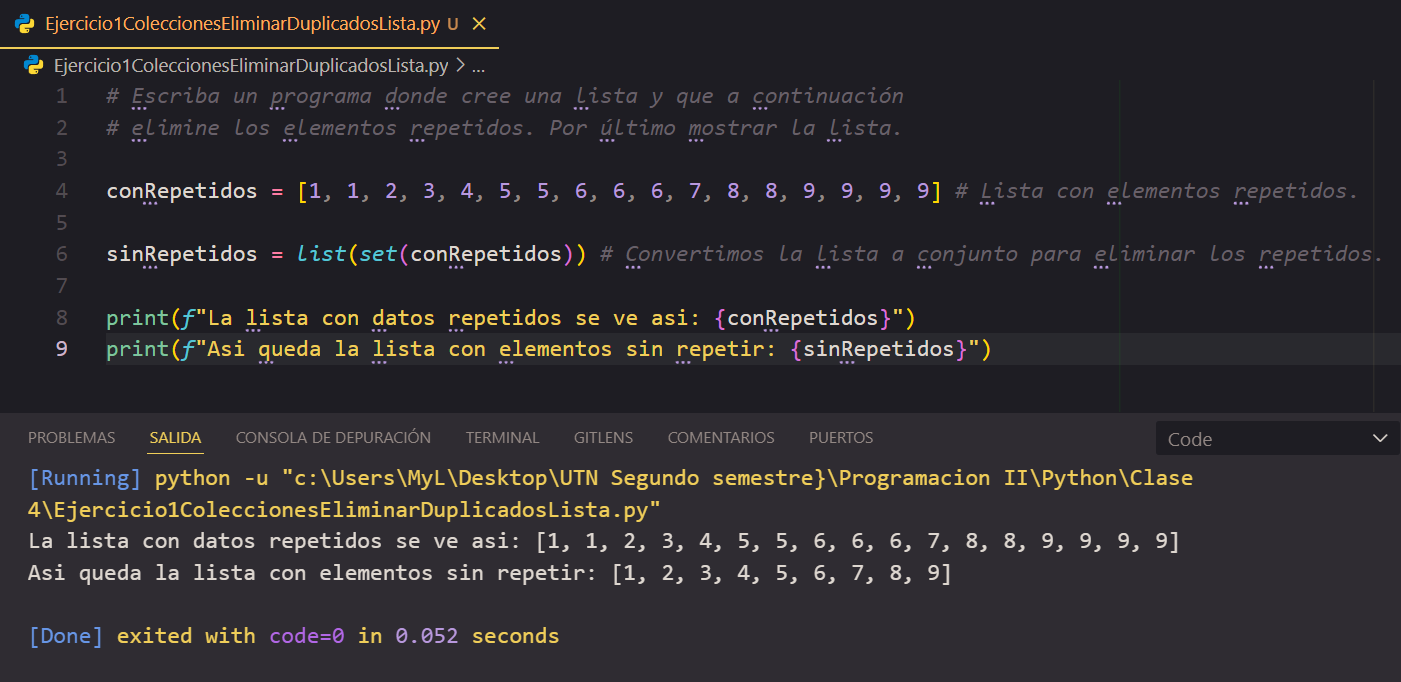 Ejercicio1ColeccionesEliminarDuplicadosLista.py U
Ejercicio1ColeccionesEliminarDuplicadosLista.py > ...
1 # Escriba un programa donde cree una lista y que a continuación
2 # elimine los elementos repetidos. Por último mostrar la lista.
3
4 conRepetidos = [1, 1, 2, 3, 4, 5, 5, 6, 6, 6, 7, 8, 8, 9, 9, 9, 9] # Lista con elementos repetidos.
5
6 sinRepetidos = list(set(conRepetidos)) # Convertimos la lista a conjunto para eliminar los repetidos.
7
8 print(f"La lista con datos repetidos se ve asi: {conRepetidos}")
9 print(f"Asi queda la lista con elementos sin repetir: {sinRepetidos}")
PROBLEMAS SALIDA CONSOLA DE DEPURACIÓN TERMINAL GITLENS COMENTARIOS PUERTOS Code
[Running] python -u "c:\Users\MyL\Desktop\UTN Segundo semestre}\Programacion II\Python\Clase
4\Ejercicio1ColeccionesEliminarDuplicadosLista.py"
La lista con datos repetidos se ve asi: [1, 1, 2, 3, 4, 5, 5, 6, 6, 6, 7, 8, 8, 9, 9, 9, 9]
Asi queda la lista con elementos sin repetir: [1, 2, 3, 4, 5, 6, 7, 8, 9]
[Done] exited with code=0 in 0.052 seconds